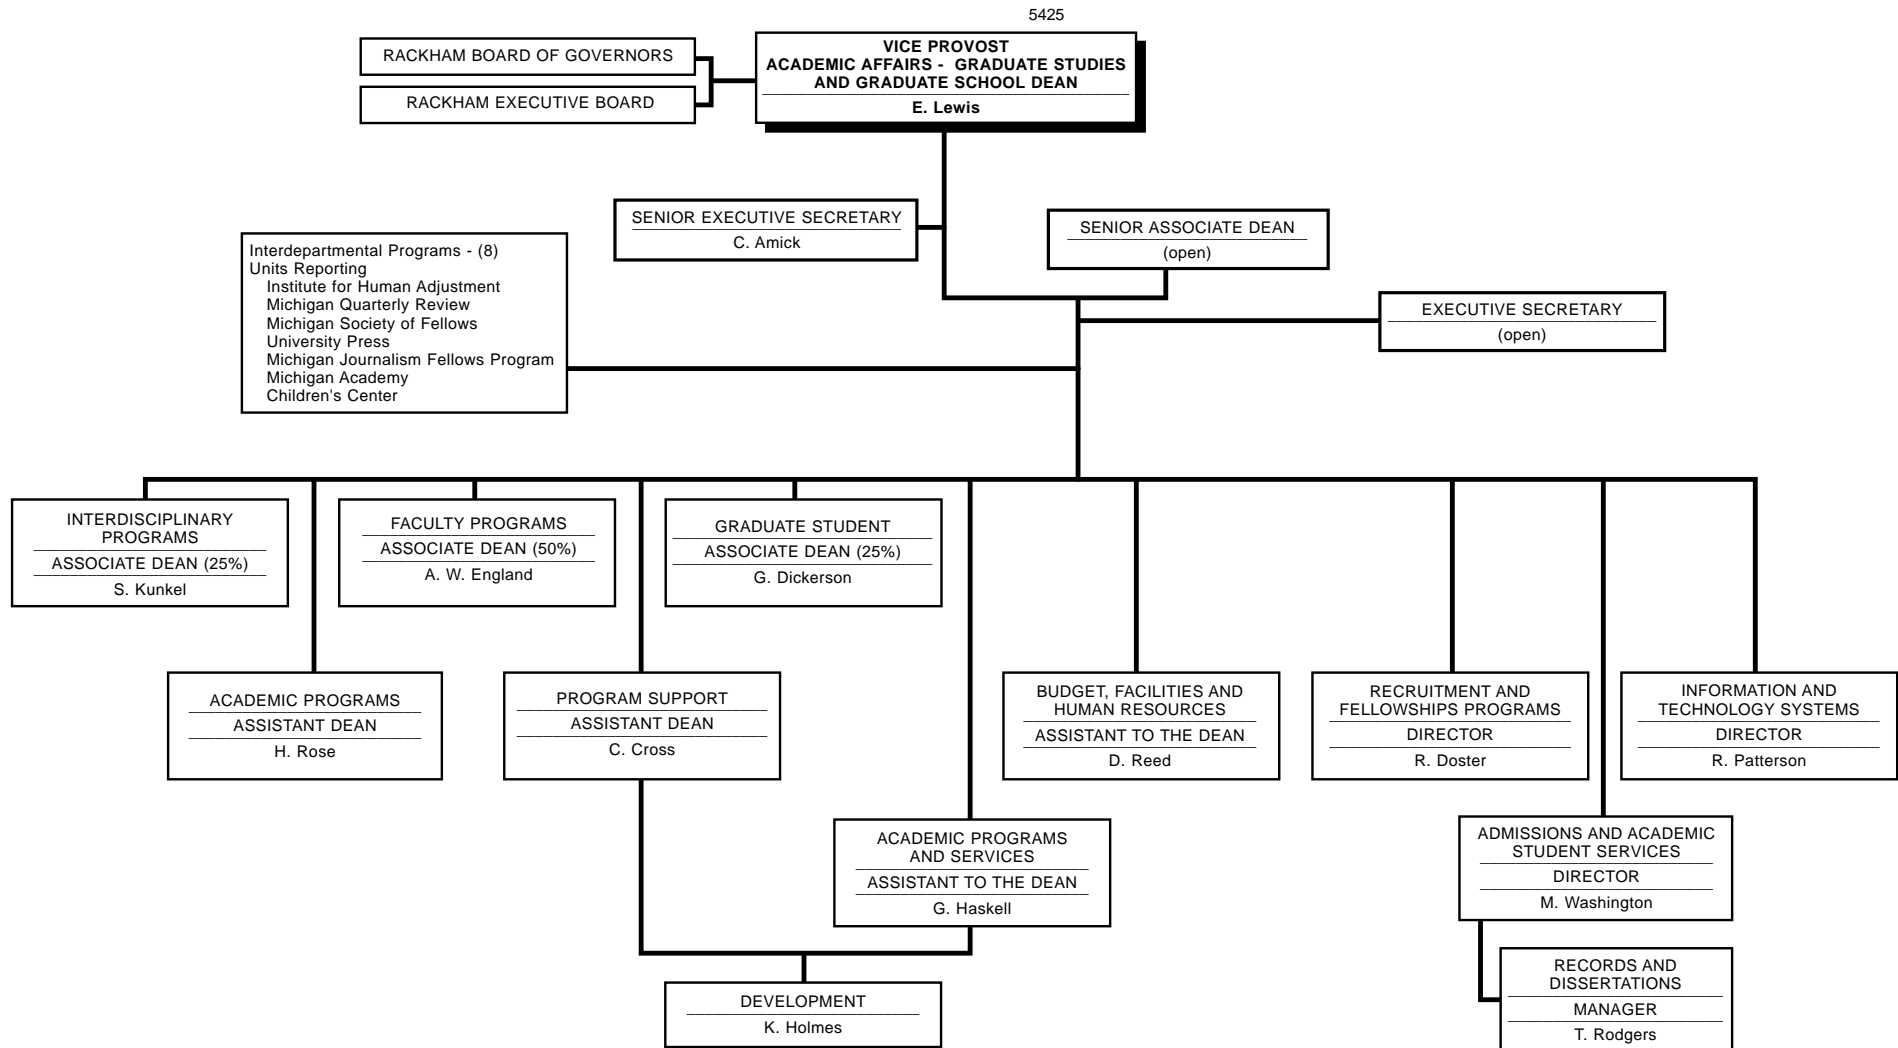 5425
RACKHAM BOARD OF GOVERNORS
RACKHAM EXECUTIVE BOARD
VICE PROVOST
ACADEMIC AFFAIRS - GRADUATE STUDIES
AND GRADUATE SCHOOL DEAN
E. Lewis
SENIOR EXECUTIVE SECRETARY
C. Amick
SENIOR ASSOCIATE DEAN
(open)
Interdepartmental Programs - (8)
Units Reporting
Institute for Human Adjustment
Michigan Quarterly Review
Michigan Society of Fellows
University Press
Michigan Journalism Fellows Program
Michigan Academy
Children's Center
EXECUTIVE SECRETARY
(open)
INTERDISCIPLINARY
PROGRAMS
ASSOCIATE DEAN (25%)
S. Kunkel
FACULTY PROGRAMS
ASSOCIATE DEAN (50%)
A. W. England
GRADUATE STUDENT
ASSOCIATE DEAN (25%)
G. Dickerson
ACADEMIC PROGRAMS
ASSISTANT DEAN
H. Rose
PROGRAM SUPPORT
ASSISTANT DEAN
C. Cross
BUDGET, FACILITIES AND
HUMAN RESOURCES
ASSISTANT TO THE DEAN
D. Reed
RECRUITMENT AND
FELLOWSHIPS PROGRAMS
DIRECTOR
R. Doster
INFORMATION AND
TECHNOLOGY SYSTEMS
DIRECTOR
R. Patterson
ACADEMIC PROGRAMS
AND SERVICES
ASSISTANT TO THE DEAN
G. Haskell
ADMISSIONS AND ACADEMIC
STUDENT SERVICES
DIRECTOR
M. Washington
DEVELOPMENT
K. Holmes
RECORDS AND
DISSERTATIONS
MANAGER
T. Rodgers